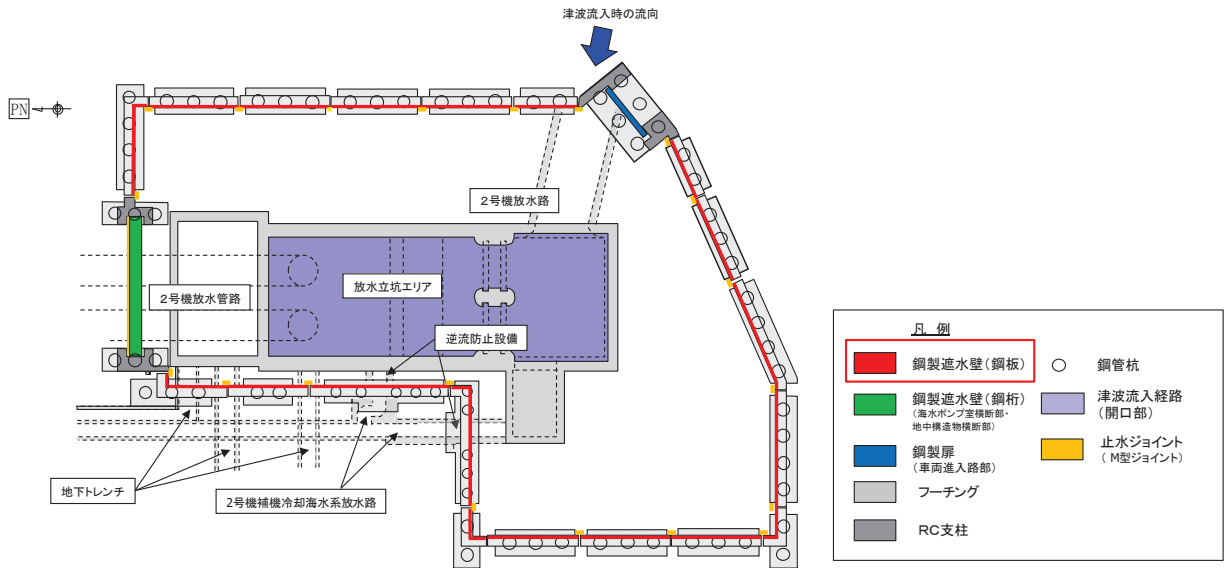 津波流入時の流向
PN
2号機放水路
2号機放水管路
放水立坑エリア
逆流防止設備
地下トレンチ
2号機補機冷却海水系放水路
凡 例
鋼製遮水壁(鋼板)
鋼製遮水壁(鋼桁)
(海水ポンプ室横断部・
地中構造物横断部)
鋼製扉
(車両進入路部)
フーチング
RC支柱
鋼管杭
津波流入経路
(開口部)
止水ジョイント
(M型ジョイント)